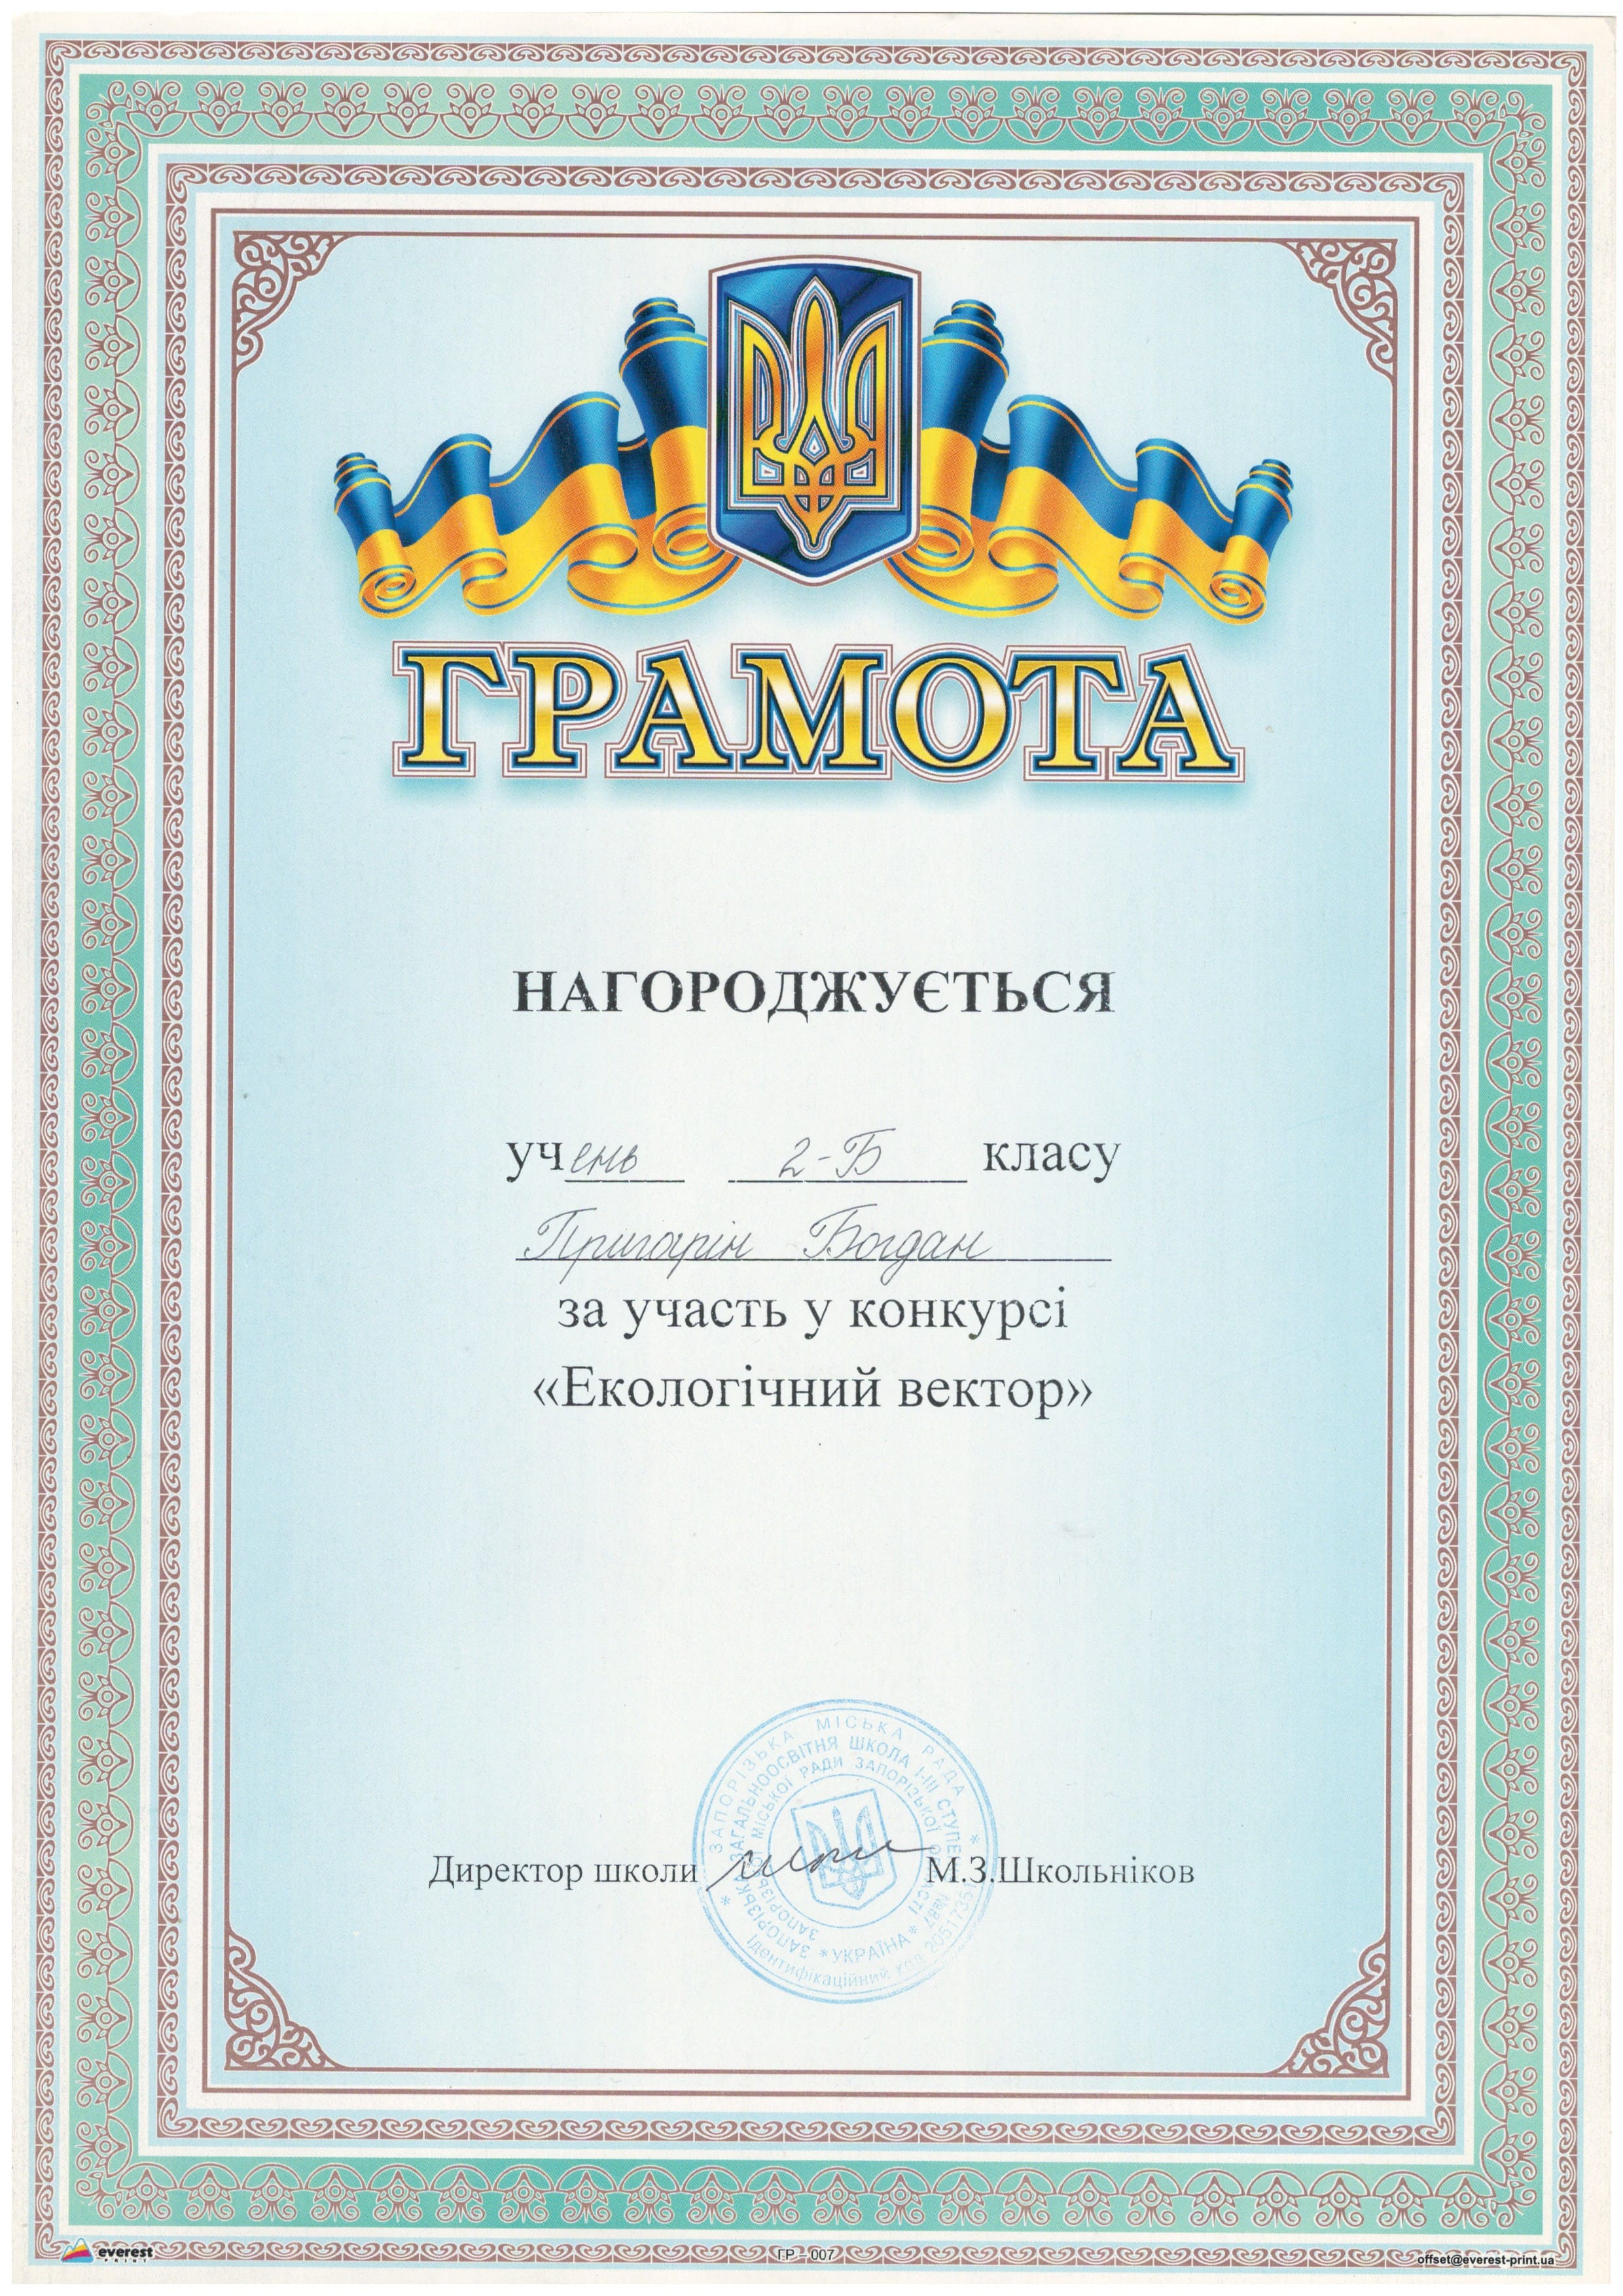 ГРАМОТА
НАГОРОДЖУЄТЬСЯ
учень 2-Б класу
Пригарін Богдан
за участь у конкурсі
«Екологічний вектор»
Директор школи М.З.Школьніков
* ЗАПОРІЗЬКА МІСЬКА РАДА *
Ідентифікаційний код
ЗАПОРІЗЬКА ЗАГАЛЬНООСВІТНЯ ШКОЛА І-ІІІ СТУПЕНІВ №87
* УКРАЇНА *
ЗАПОРІЗЬКОЇ МІСЬКОЇ РАДИ ЗАПОРІЗЬКОЇ ОБЛАСТІ
everest
PRINT
ГР – 007
offset@everest-print.ua